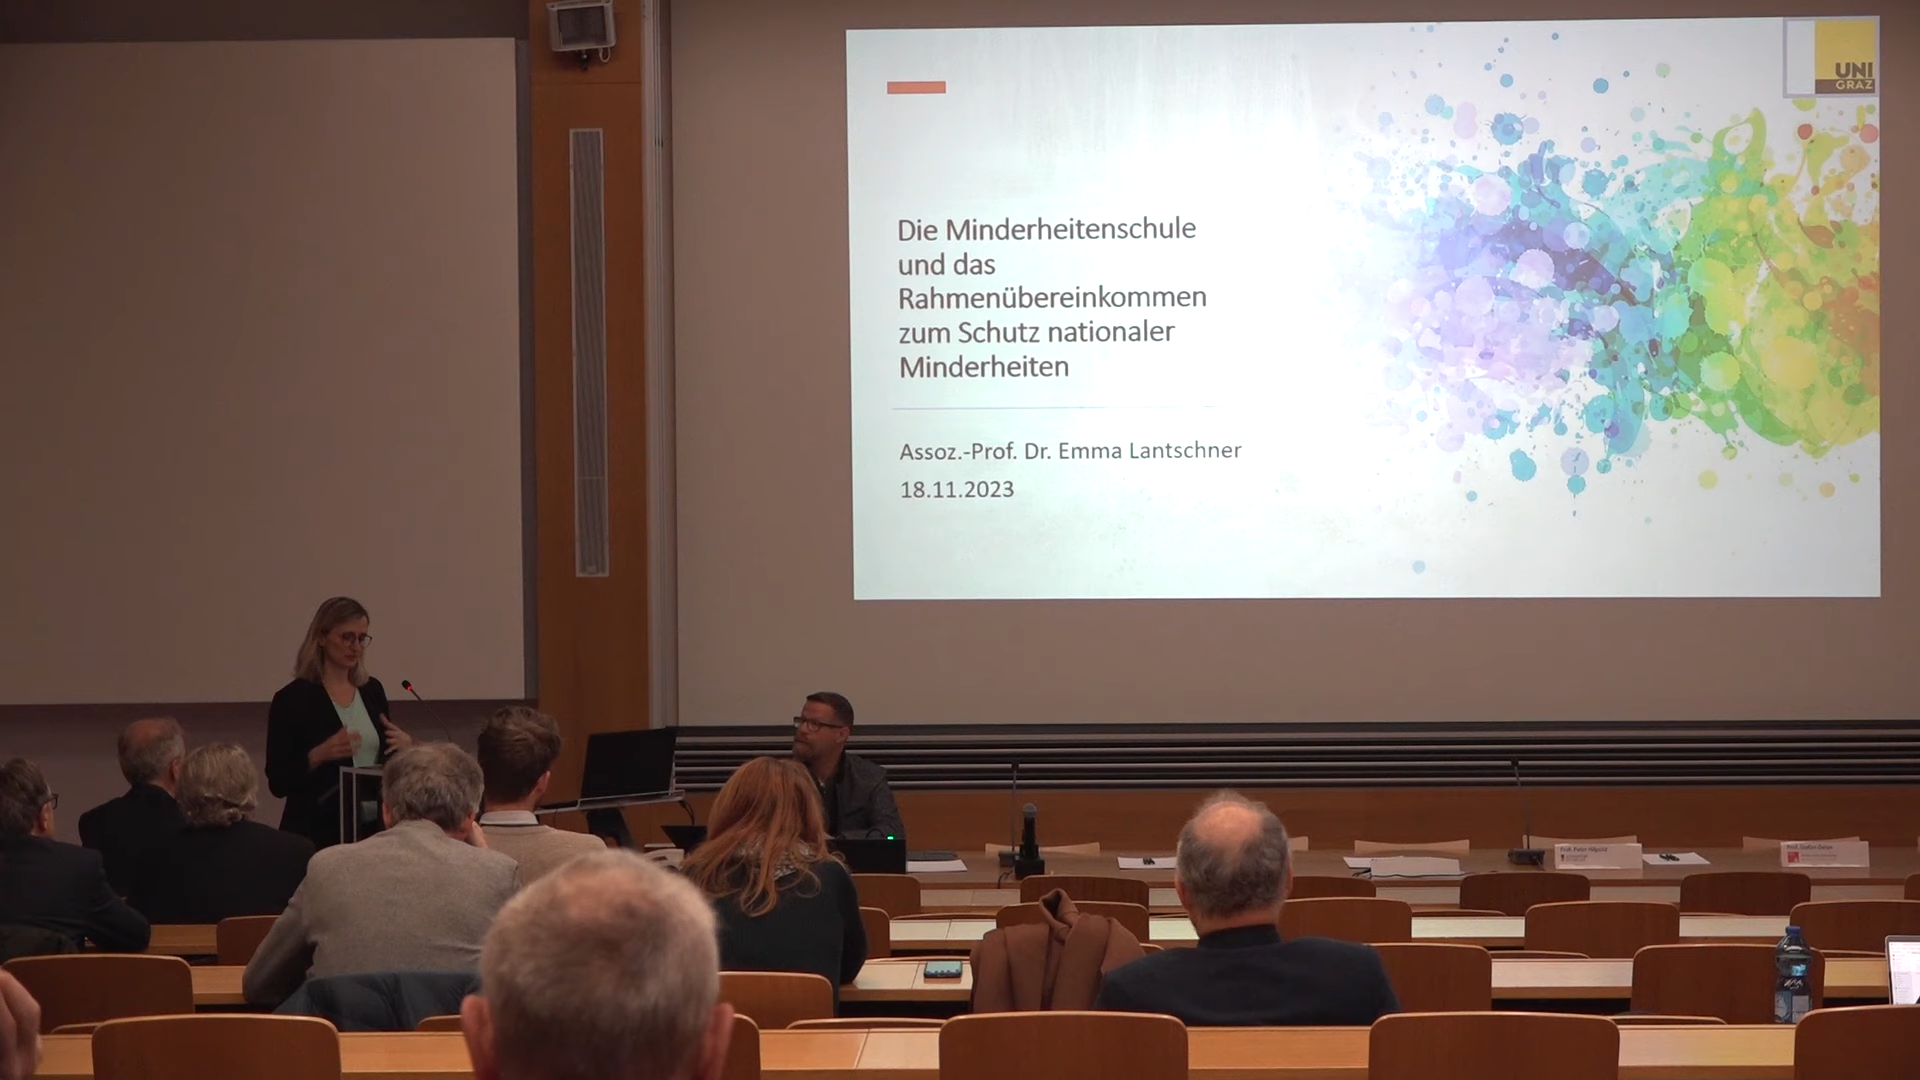 UNI
GRAZ
Die Minderheitenschule
und das
Rahmenübereinkommen
zum Schutz nationaler
Minderheiten
Assoz.-Prof. Dr. Emma Lantschner
18.11.2023